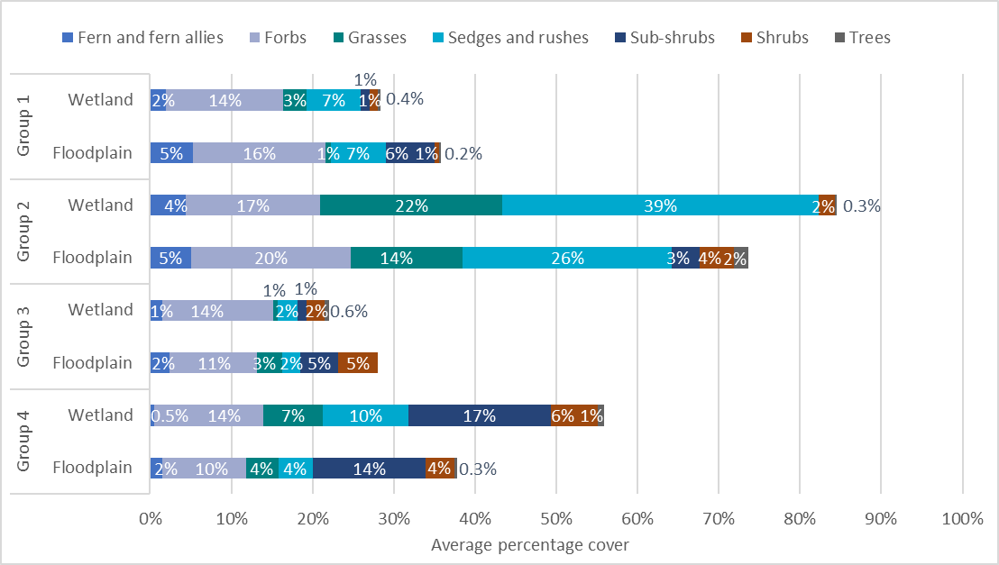 Fern and fern allies Forbs Grasses Sedges and rushes Sub-shrubs Shrubs Trees
Group 1
Wetland
2% 14% 3% 7% 1% 1% 0.4%
Floodplain
5% 16% 1% 7% 6% 1% 0.2%
Group 2
Wetland
4% 17% 22% 39% 2% 0.3%
Floodplain
5% 20% 14% 26% 3% 4% 2%
Group 3
Wetland
1% 14% 1% 2% 1% 2% 0.6%
Floodplain
2% 11% 3% 2% 5% 5%
Group 4
Wetland
0.5% 14% 7% 10% 17% 6% 1%
Floodplain
2% 10% 4% 4% 14% 4% 0.3%
0% 10% 20% 30% 40% 50% 60% 70% 80% 90% 100%
Average percentage cover